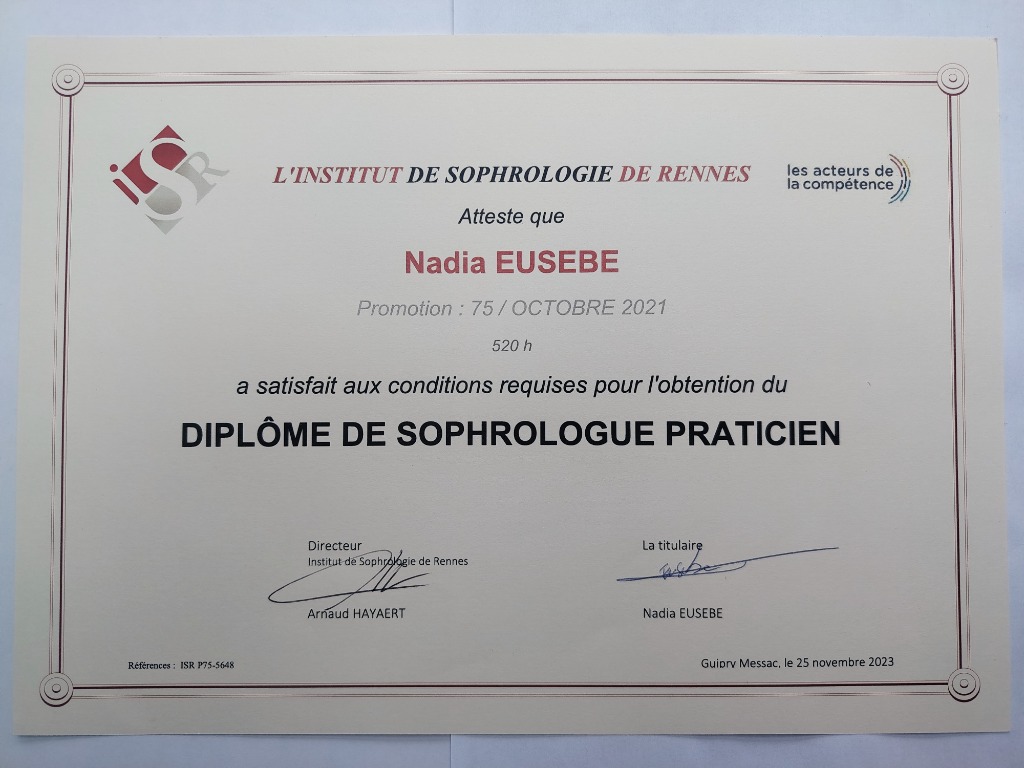 iSR
L'INSTITUT DE SOPHROLOGIE DE RENNES
les acteurs de
la compétence
Atteste que
Nadia EUSEBE
Promotion : 75 / OCTOBRE 2021
520 h
a satisfait aux conditions requises pour l'obtention du
DIPLÔME DE SOPHROLOGUE PRATICIEN
Directeur
Institut de Sophrologie de Rennes
Arnaud HAYAERT
La titulaire
Nadia EUSEBE
Références : ISR P75-5648
Guipry Messac, le 25 novembre 2023